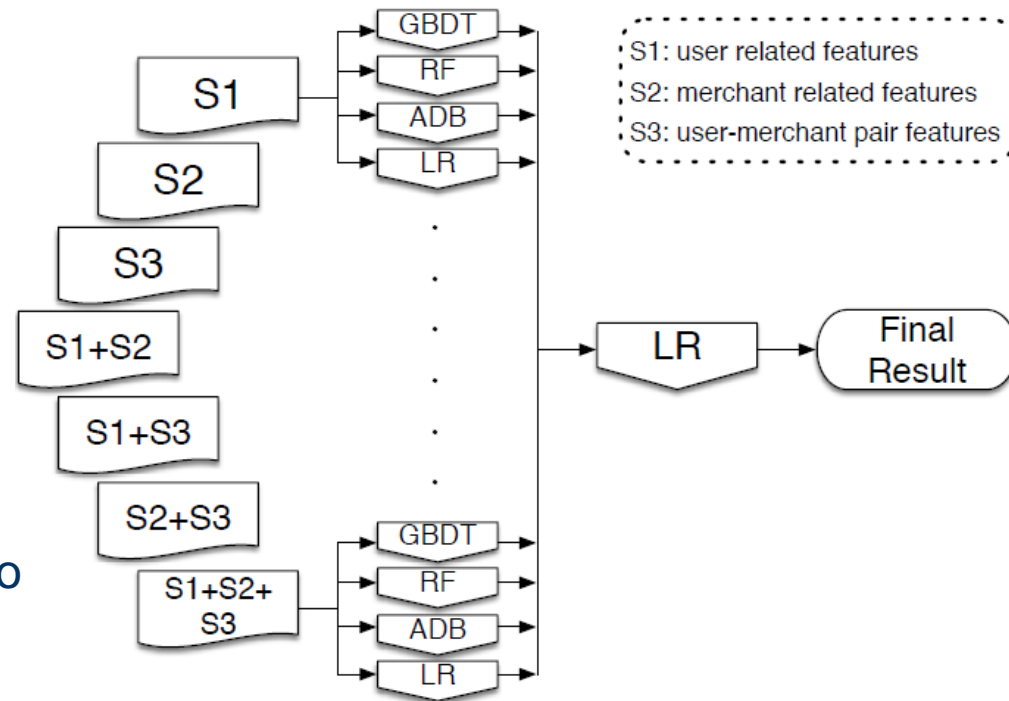 GBDT
RF
ADB
LR
S1: user related features
S2: merchant related features
S3: user-merchant pair features
S1
S2
S3
S1+S2
S1+S3
S2+S3
S1+S2+
S3
GBDT
RF
ADB
LR
LR
Final
Result
o